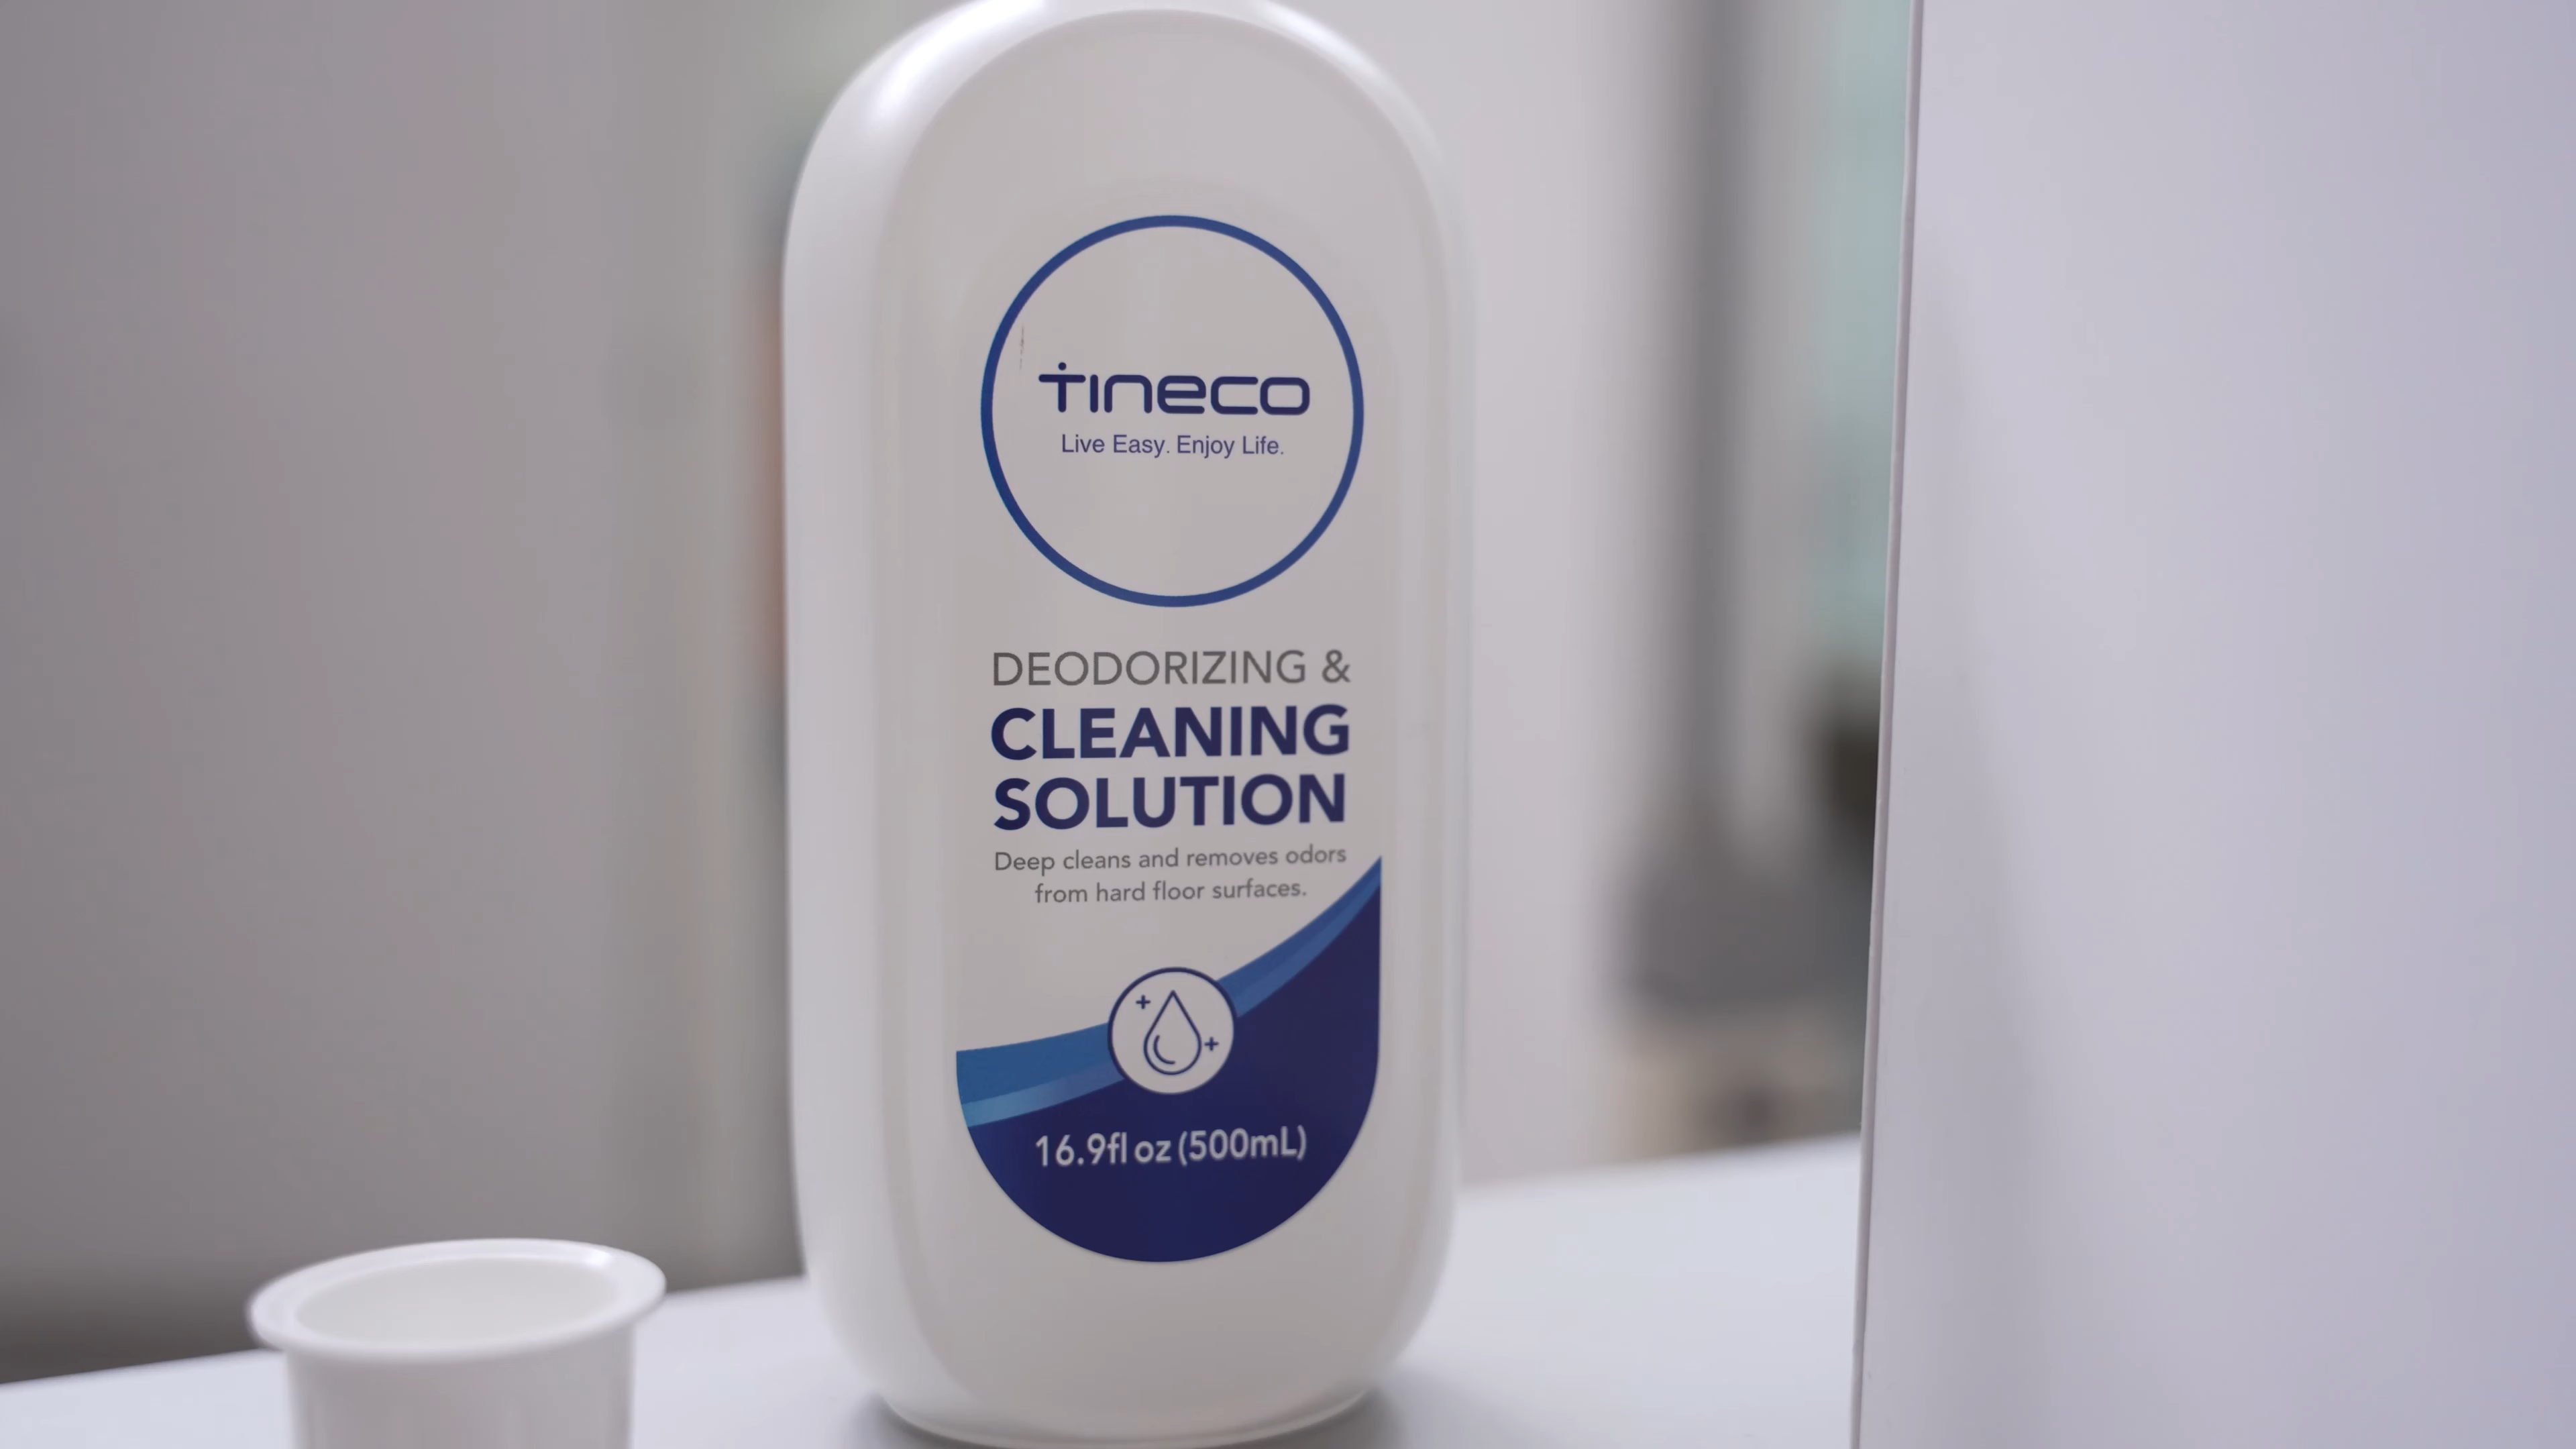 tineco
Live Easy. Enjoy Life.
DEODORIZING &
CLEANING
SOLUTION
Deep cleans and removes odors
from hard floor surfaces.
16.9fl oz (500mL)